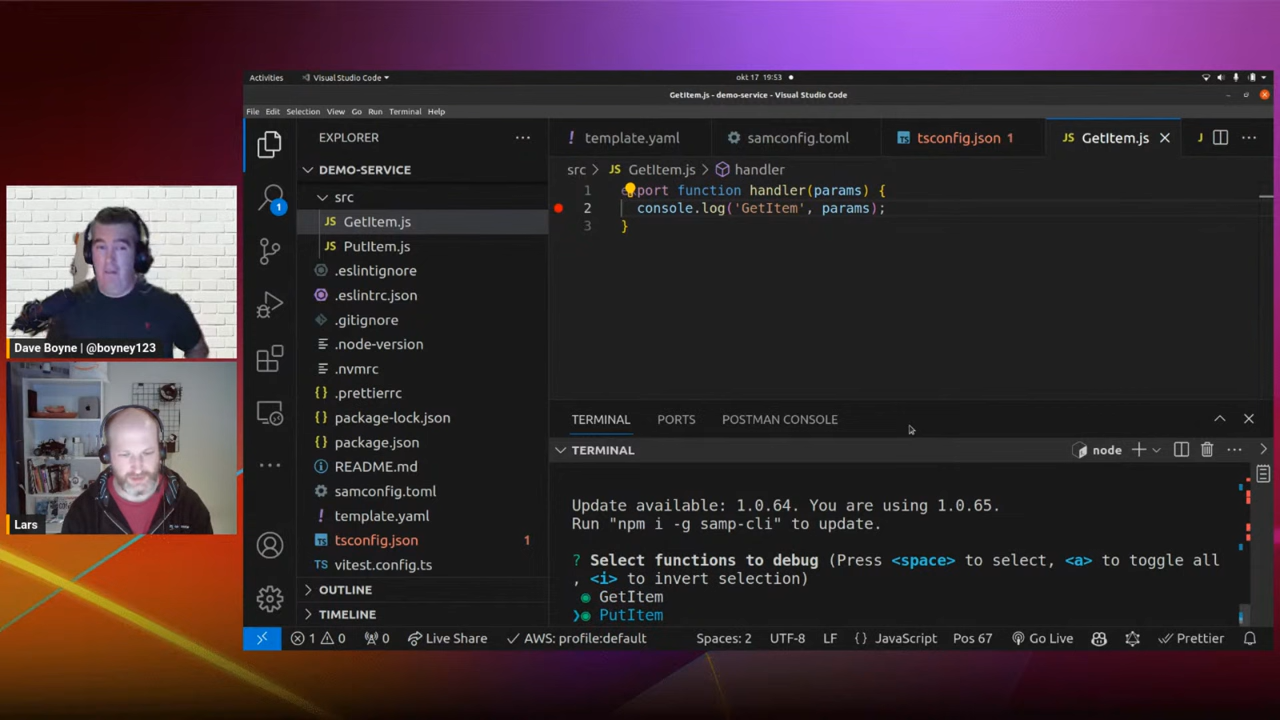 Activities
Visual Studio Code
okt 17 19:53
GetItem.js - demo-service - Visual Studio Code
File Edit Selection View Go Run Terminal Help
EXPLORER
template.yaml
samconfig.toml
tsconfig.json 1
GetItem.js
DEMO-SERVICE
src > GetItem.js > handler
src
GetItem.js
PutItem.js
.eslintignore
.eslintrc.json
.gitignore
.node-version
.nvmrc
.prettierrc
package-lock.json
package.json
README.md
samconfig.toml
template.yaml
tsconfig.json 1
vitest.config.ts
OUTLINE
TIMELINE
1
1 port function handler(params) {
2 console.log('GetItem', params);
3 }
TERMINAL PORTS POSTMAN CONSOLE
TERMINAL
node
Update available: 1.0.64. You are using 1.0.65.
Run "npm i -g samp-cli" to update.
? Select functions to debug (Press <space> to select, <a> to toggle all
, <i> to invert selection)
GetItem
PutItem
1 0 0 Live Share AWS: profile:default Spaces: 2 UTF-8 LF {} JavaScript Pos 67 Go Live Prettier
Dave Boyne | @boyney123
Lars